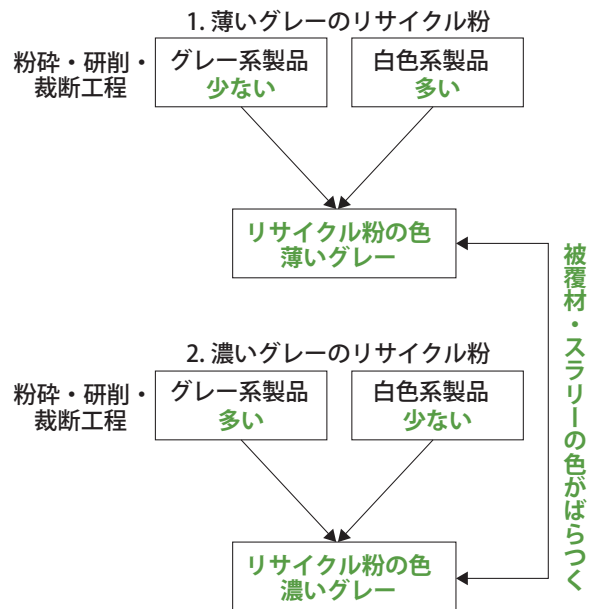 1. 薄いグレーのリサイクル粉
粉砕・研削・
裁断工程
グレー系製品
少ない
白色系製品
多い
リサイクル粉の色
薄いグレー
被覆材・スラリーの色がばらつく
2. 濃いグレーのリサイクル粉
粉砕・研削・
裁断工程
グレー系製品
多い
白色系製品
少ない
リサイクル粉の色
濃いグレー